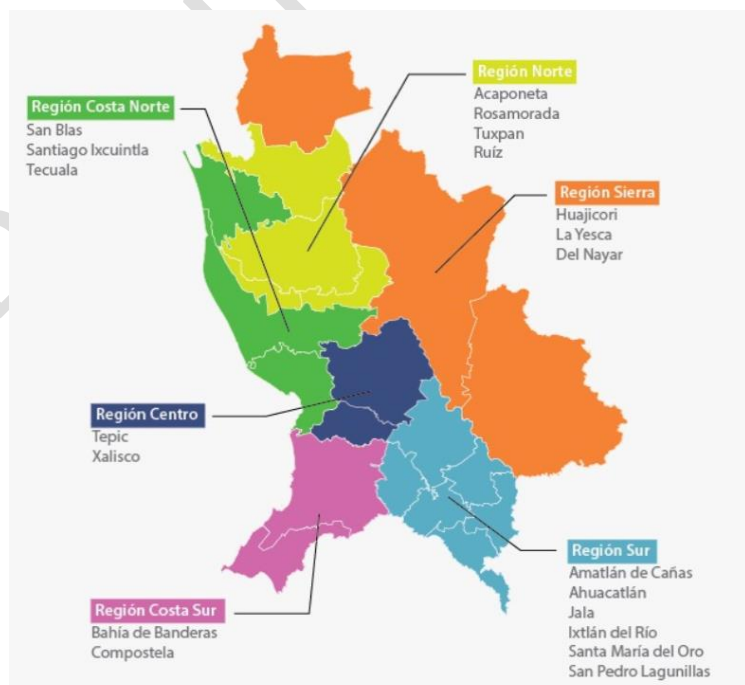 Región Norte
Acaponeta
Rosamorada
Tuxpan
Ruíz
Región Costa Norte
San Blas
Santiago Ixcuintla
Tecuala
Región Sierra
Huajicori
La Yesca
Del Nayar
Región Centro
Tepic
Xalisco
Región Sur
Amatlán de Cañas
Ahuacatlán
Jala
Ixtlán del Río
Santa María del Oro
San Pedro Lagunillas
Región Costa Sur
Bahía de Banderas
Compostela